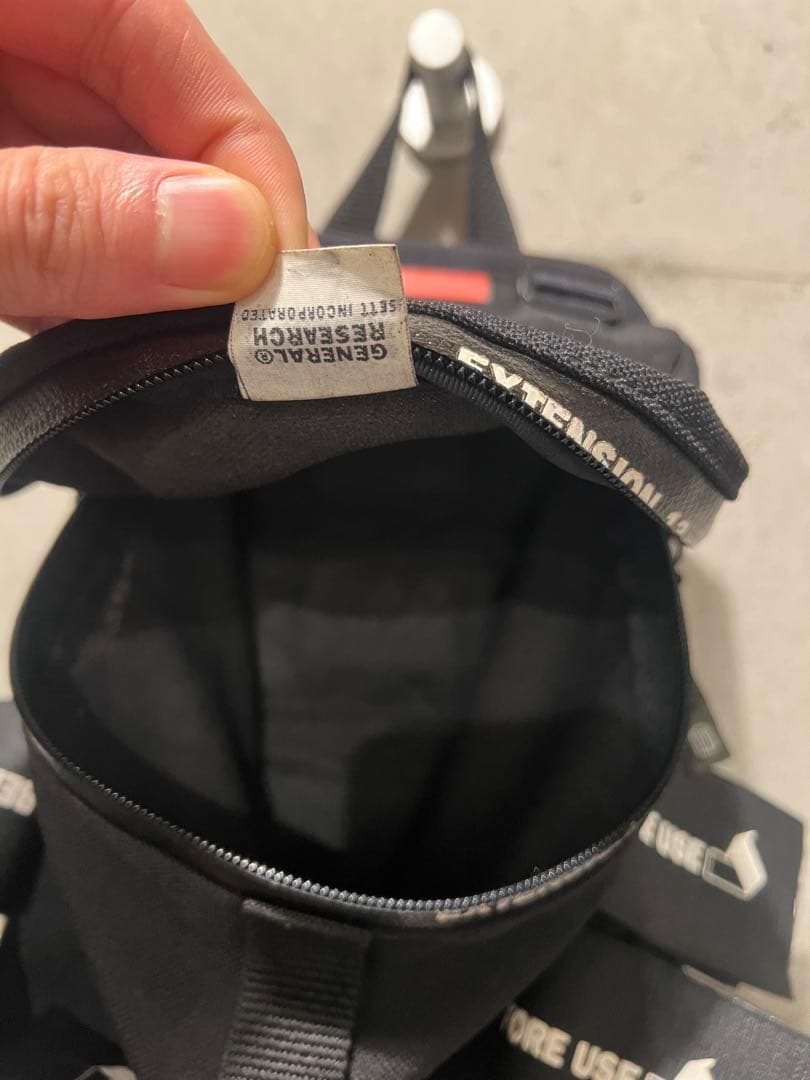 GENERAL®
RESEARCH
SETT INCORPORATED
EXTENSION
E USE
ORE USE